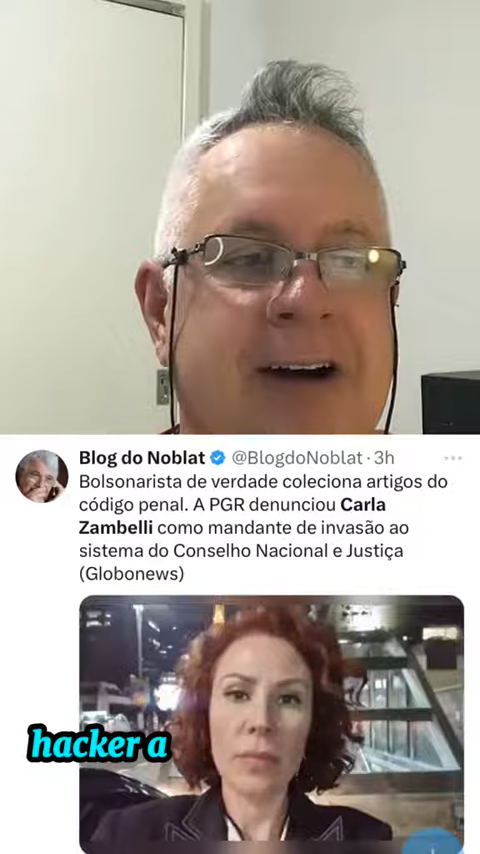 Blog do Noblat @BlogdoNoblat · 3h
Bolsonarista de verdade coleciona artigos do
código penal. A PGR denunciou Carla
Zambelli como mandante de invasão ao
sistema do Conselho Nacional e Justiça
(Globonews)
hacker a